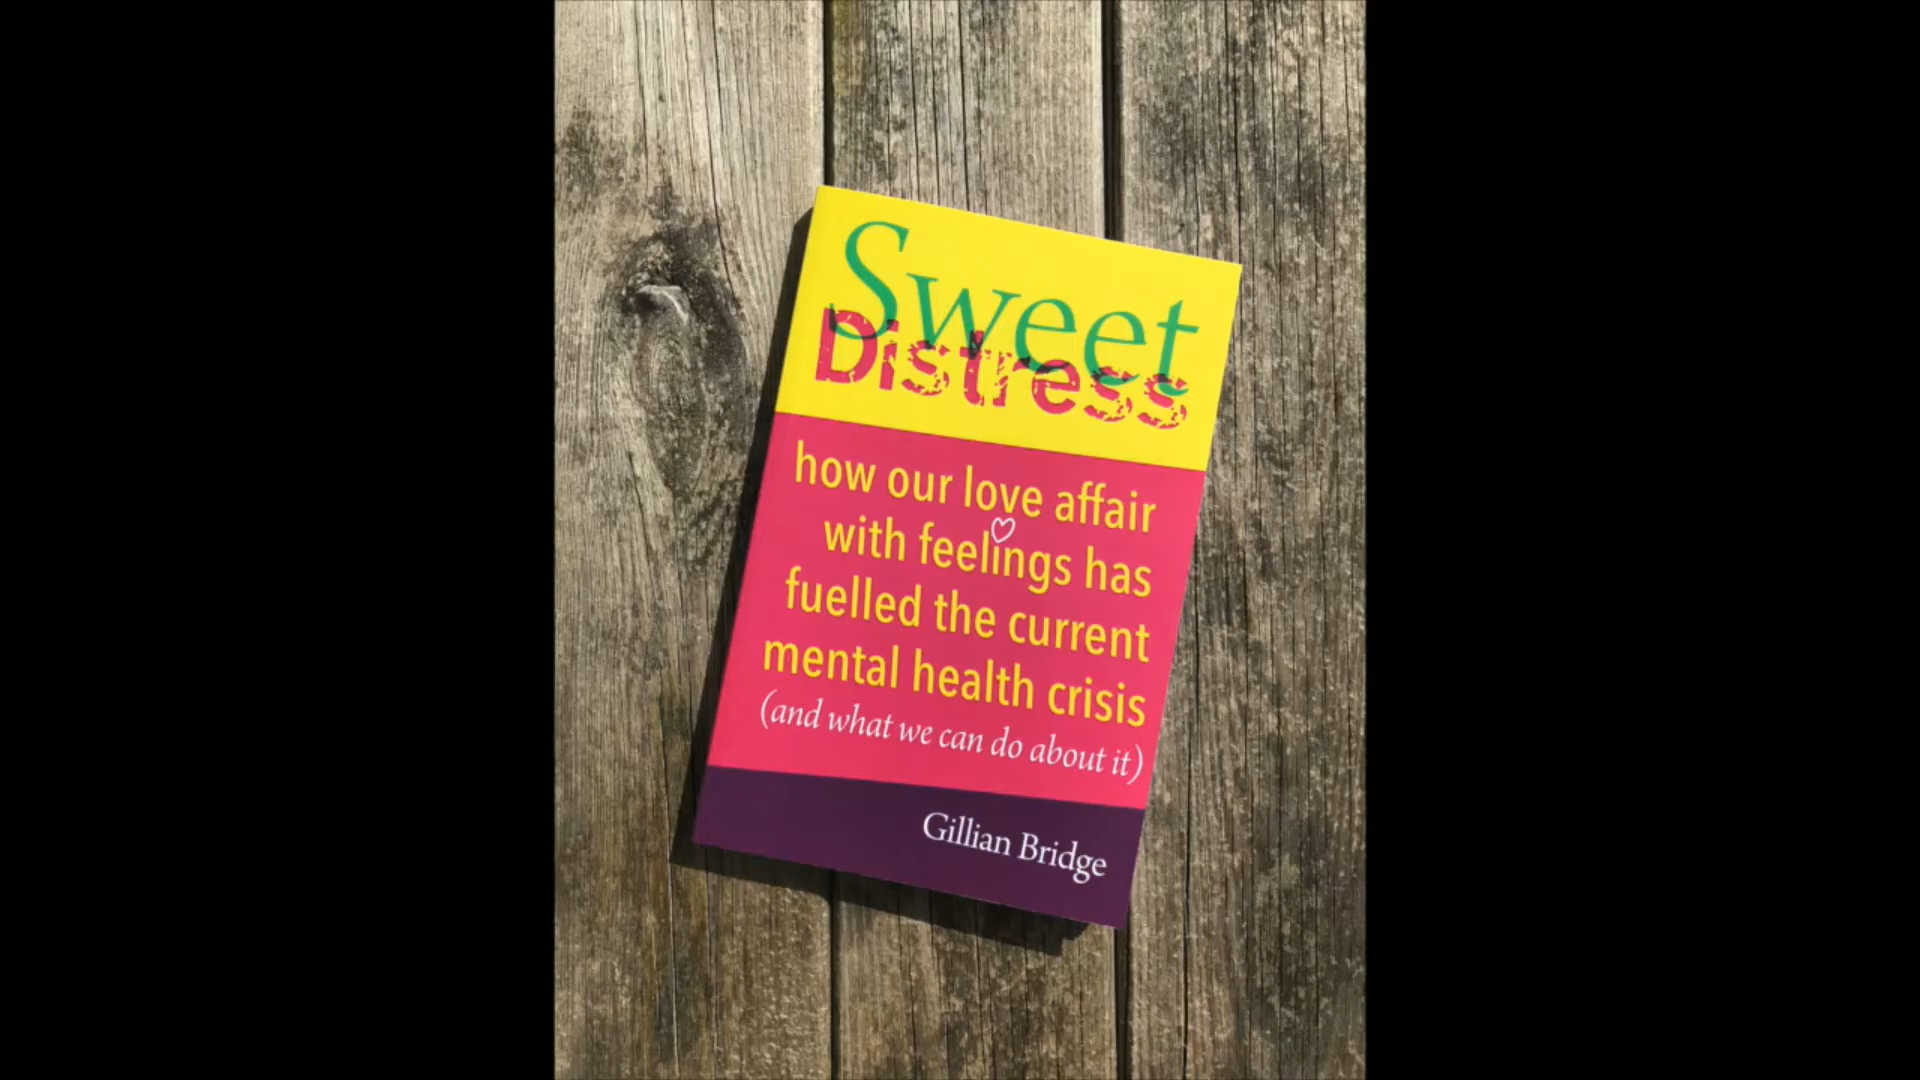 Sweet
Distress
how our love affair
with feelings has
fuelled the current
mental health crisis
(and what we can do about it)
Gillian Bridge